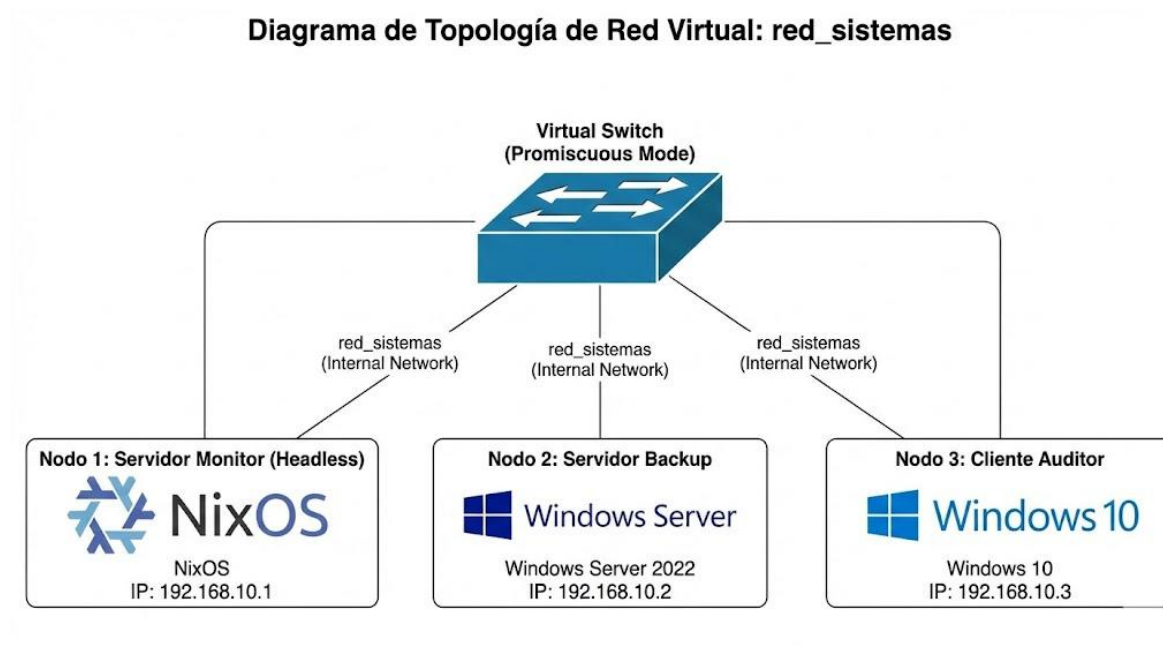 Diagrama de Topología de Red Virtual: red_sistemas
Virtual Switch
(Promiscuous Mode)
red_sistemas
(Internal Network)
red_sistemas
(Internal Network)
red_sistemas
(Internal Network)
Nodo 1: Servidor Monitor (Headless)
NixOS
NixOS
IP: 192.168.10.1
Nodo 2: Servidor Backup
Windows Server
Windows Server 2022
IP: 192.168.10.2
Nodo 3: Cliente Auditor
Windows 10
Windows 10
IP: 192.168.10.3